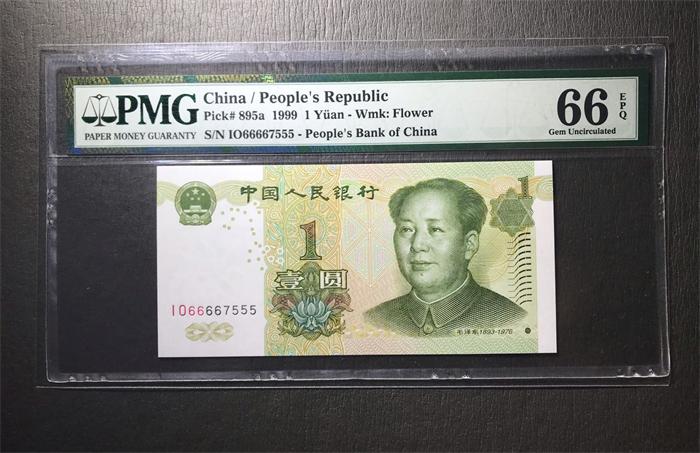 PMG
PAPER MONEY GUARANTY
China / People's Republic
Pick# 895a 1999 1 Yüan - Wmk: Flower
S/N IO66667555 - People's Bank of China
66 EPQ
Gem Uncirculated
中国人民银行
1
1
壹圆
IO66667555
毛泽东1893-1976